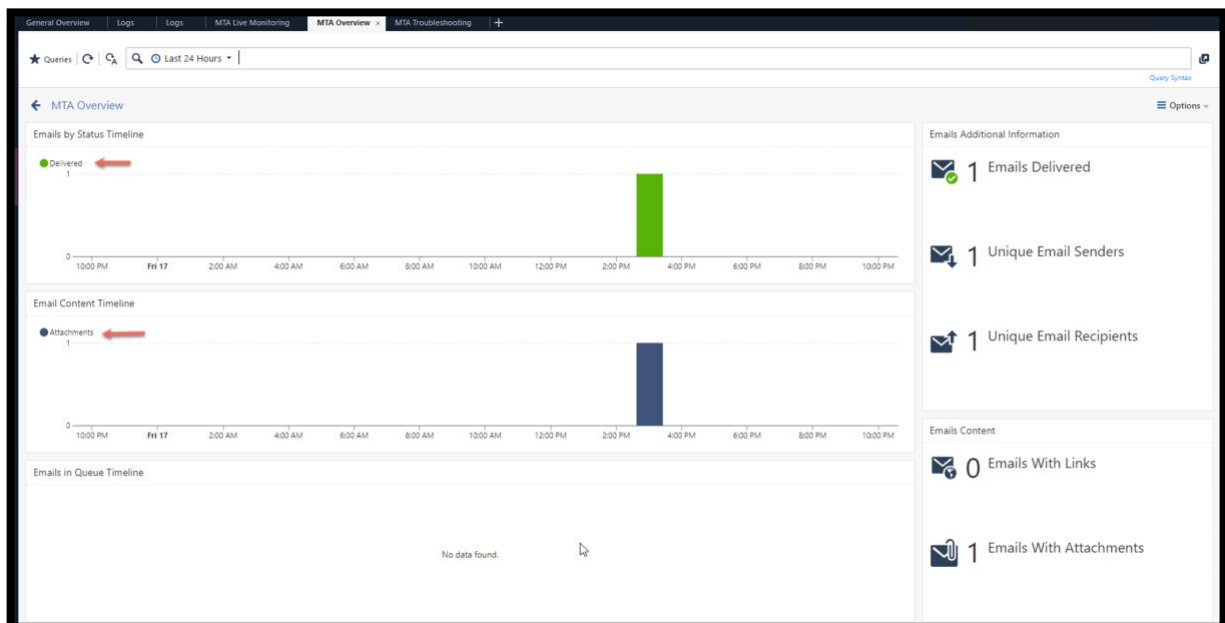 General Overview Logs Logs MTA Live Monitoring MTA Overview × MTA Troubleshooting +
Queries Last 24 Hours
Query Syntax
MTA Overview Options
Emails by Status Timeline
Delivered
1
0
10:00 PM Fri 17 2:00 AM 4:00 AM 6:00 AM 8:00 AM 10:00 AM 12:00 PM 2:00 PM 4:00 PM 6:00 PM 8:00 PM 10:00 PM
Email Content Timeline
Attachments
1
0
10:00 PM Fri 17 2:00 AM 4:00 AM 6:00 AM 8:00 AM 10:00 AM 12:00 PM 2:00 PM 4:00 PM 6:00 PM 8:00 PM 10:00 PM
Emails in Queue Timeline
No data found.
Emails Additional Information
1 Emails Delivered
1 Unique Email Senders
1 Unique Email Recipients
Emails Content
0 Emails With Links
1 Emails With Attachments